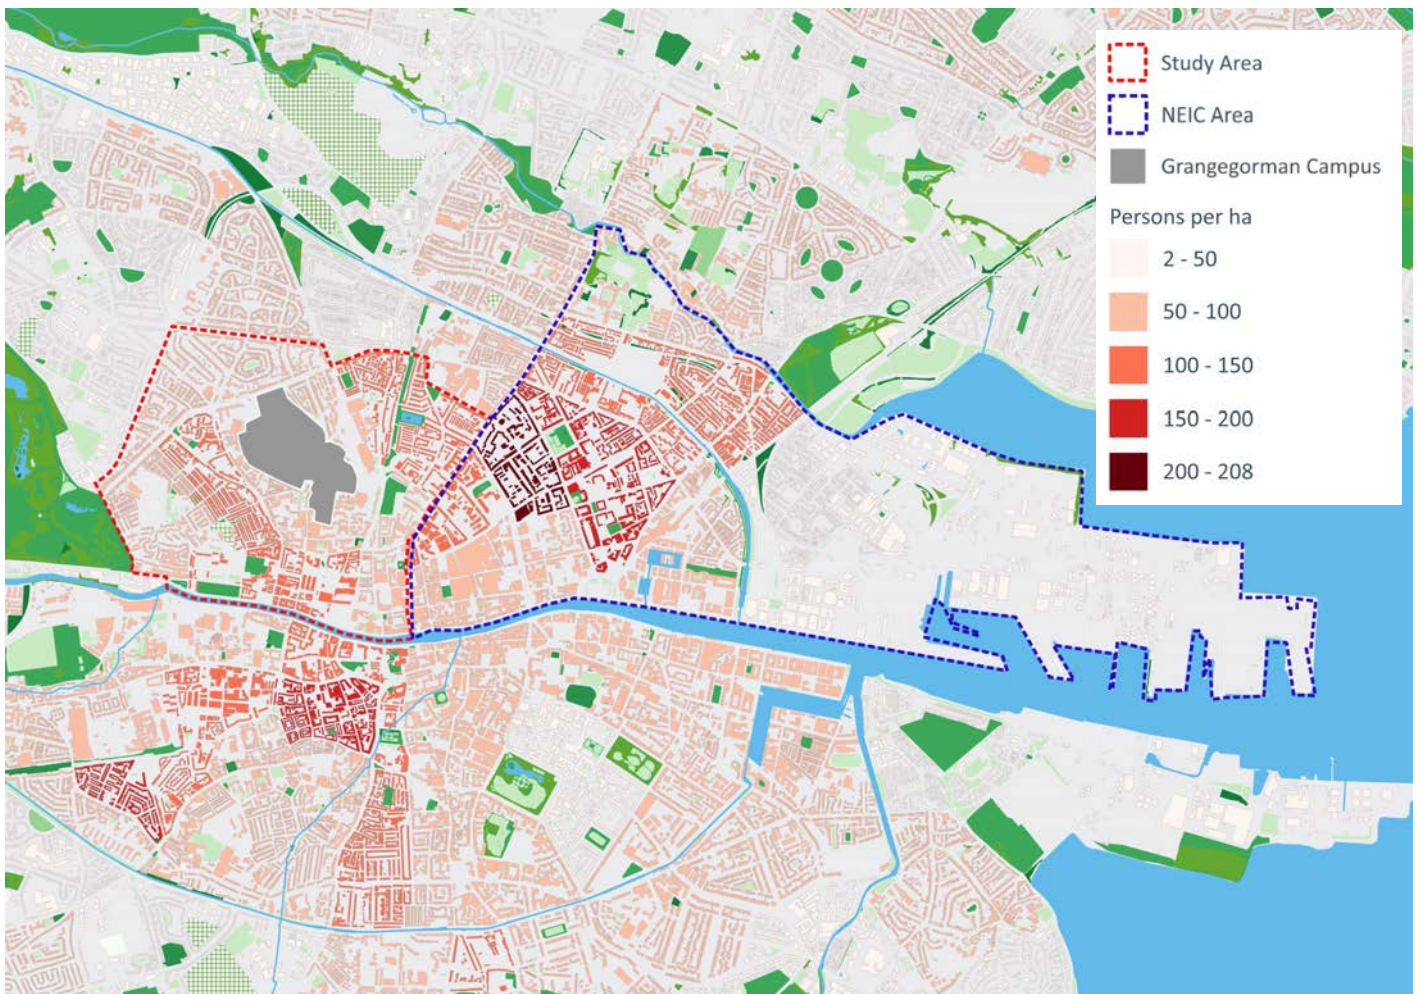 Study Area
NEIC Area
Grangegorman Campus
Persons per ha
2 - 50
50 - 100
100 - 150
150 - 200
200 - 208